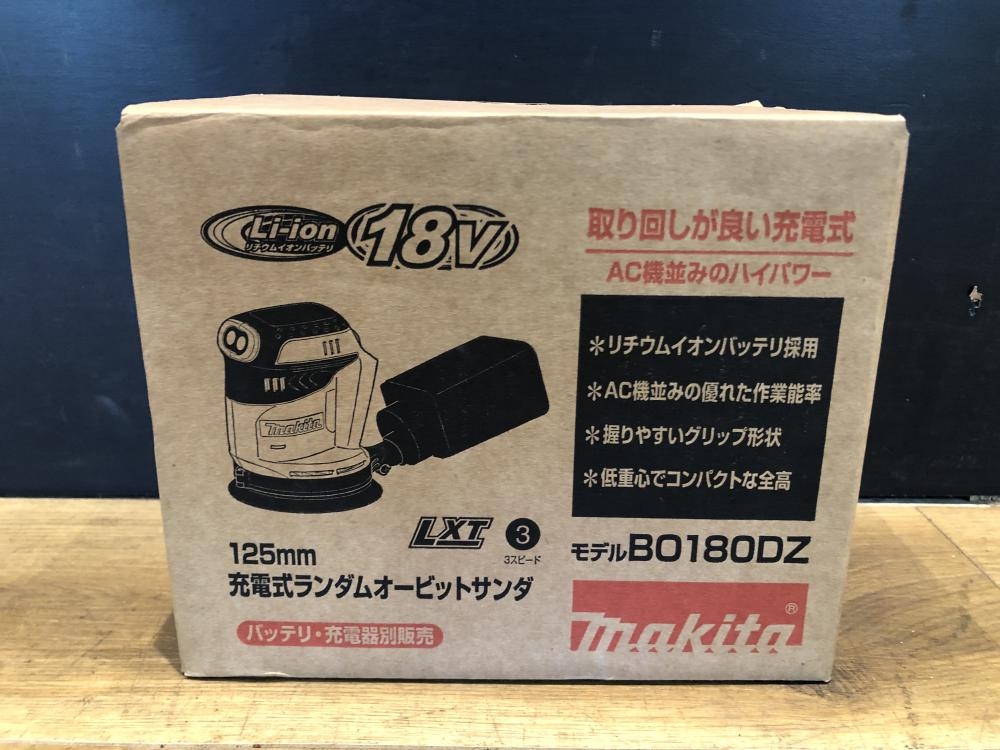 Li-ion
リチウムイオンバッテリ
18V
取り回しが良い充電式
AC機並みのハイパワー
＊リチウムイオンバッテリ採用
＊AC機並みの優れた作業能率
＊握りやすいグリップ形状
＊低重心でコンパクトな全高
makita
LXT
3
3スピード
125mm
充電式ランダムオービットサンダ
バッテリ・充電器別販売
モデルBO180DZ
makita®